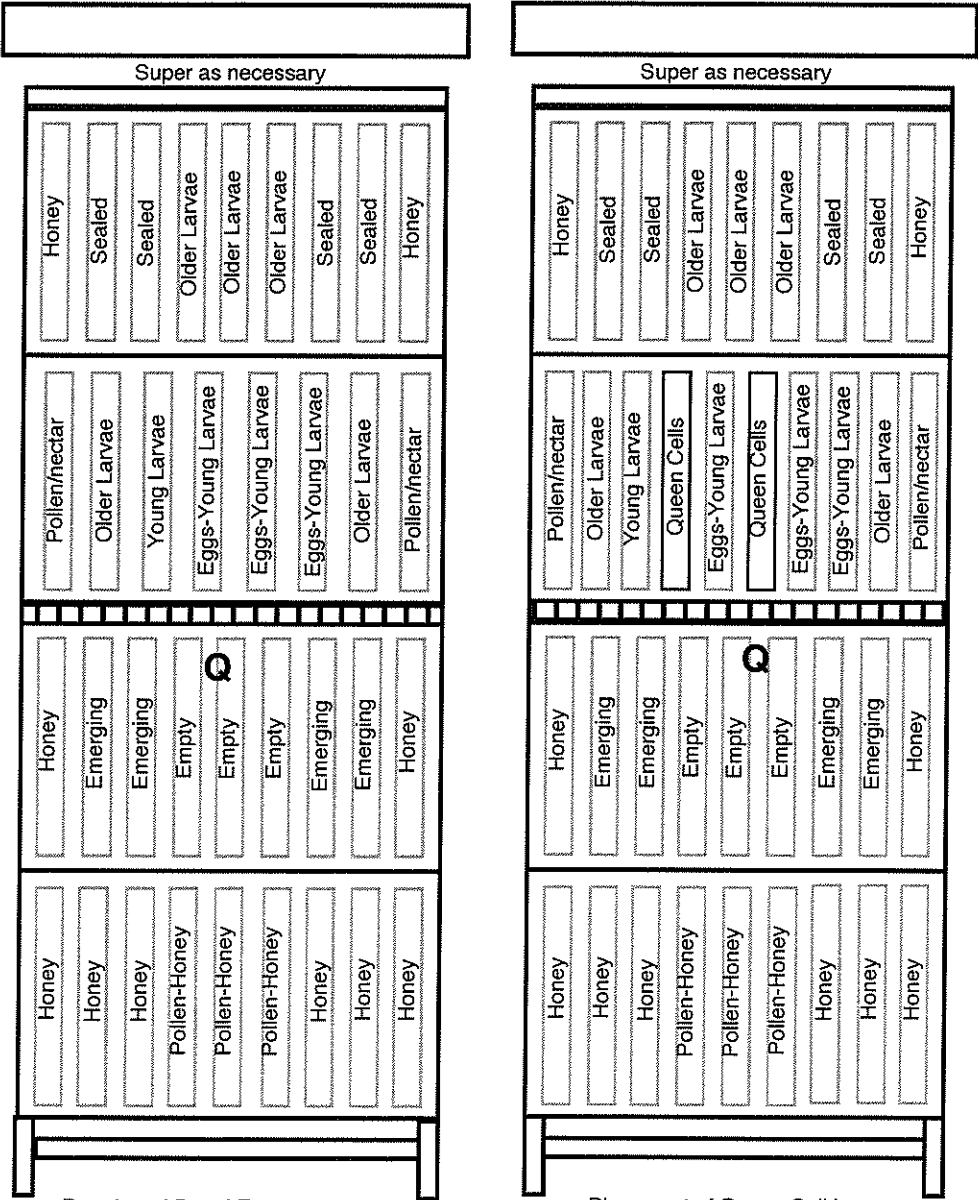 Super as necessary
Honey
Sealed
Sealed
Older Larvae
Older Larvae
Older Larvae
Sealed
Sealed
Honey
Pollen/nectar
Older Larvae
Young Larvae
Eggs-Young Larvae
Eggs-Young Larvae
Eggs-Young Larvae
Older Larvae
Pollen/nectar
Q
Honey
Emerging
Emerging
Empty
Empty
Empty
Emerging
Emerging
Honey
Honey
Honey
Honey
Pollen-Honey
Pollen-Honey
Pollen-Honey
Honey
Honey
Honey
Super as necessary
Honey
Sealed
Sealed
Older Larvae
Older Larvae
Older Larvae
Sealed
Sealed
Honey
Pollen/nectar
Older Larvae
Young Larvae
Queen Cells
Eggs-Young Larvae
Queen Cells
Eggs-Young Larvae
Eggs-Young Larvae
Older Larvae
Pollen/nectar
Q
Honey
Emerging
Emerging
Empty
Empty
Empty
Emerging
Emerging
Honey
Honey
Honey
Honey
Pollen-Honey
Pollen-Honey
Pollen-Honey
Honey
Honey
Honey